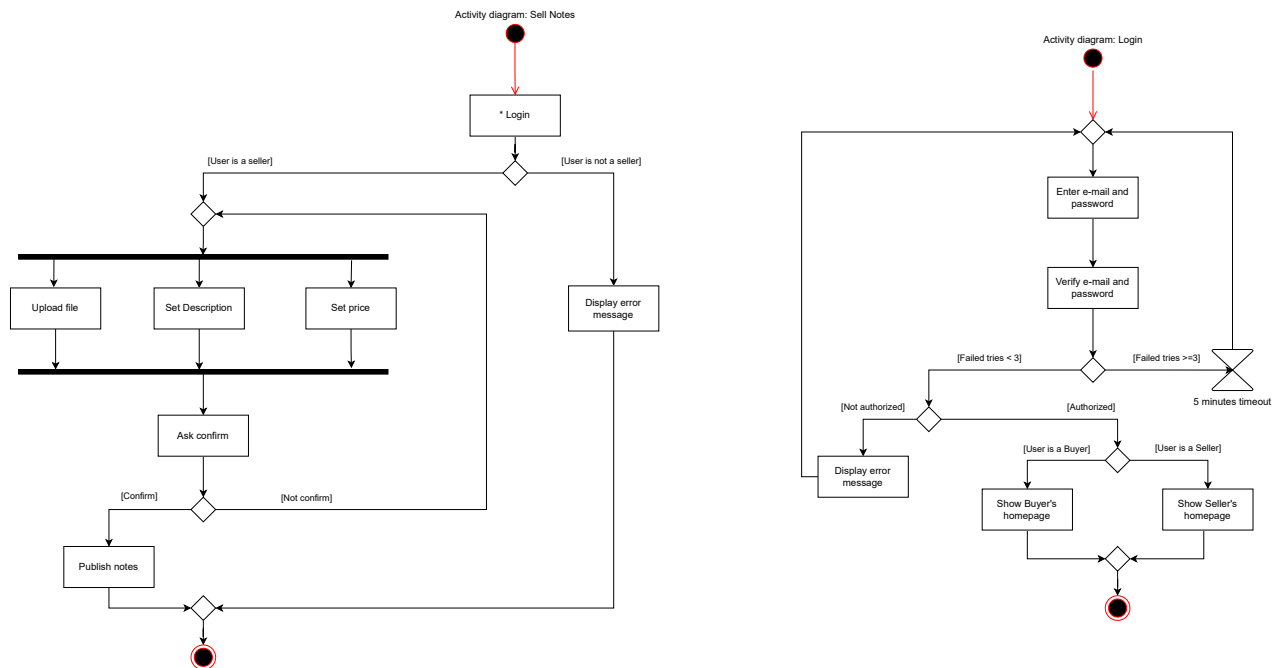 Activity diagram: Sell Notes
* Login
[User is a seller]
[User is not a seller]
Upload file
Set Description
Set price
Display error
message
Ask confirm
[Confirm]
[Not confirm]
Publish notes
Activity diagram: Login
Enter e-mail and
password
Verify e-mail and
password
[Failed tries < 3]
[Failed tries >=3]
5 minutes timeout
[Not authorized]
[Authorized]
Display error
message
[User is a Buyer]
[User is a Seller]
Show Buyer's
homepage
Show Seller's
homepage